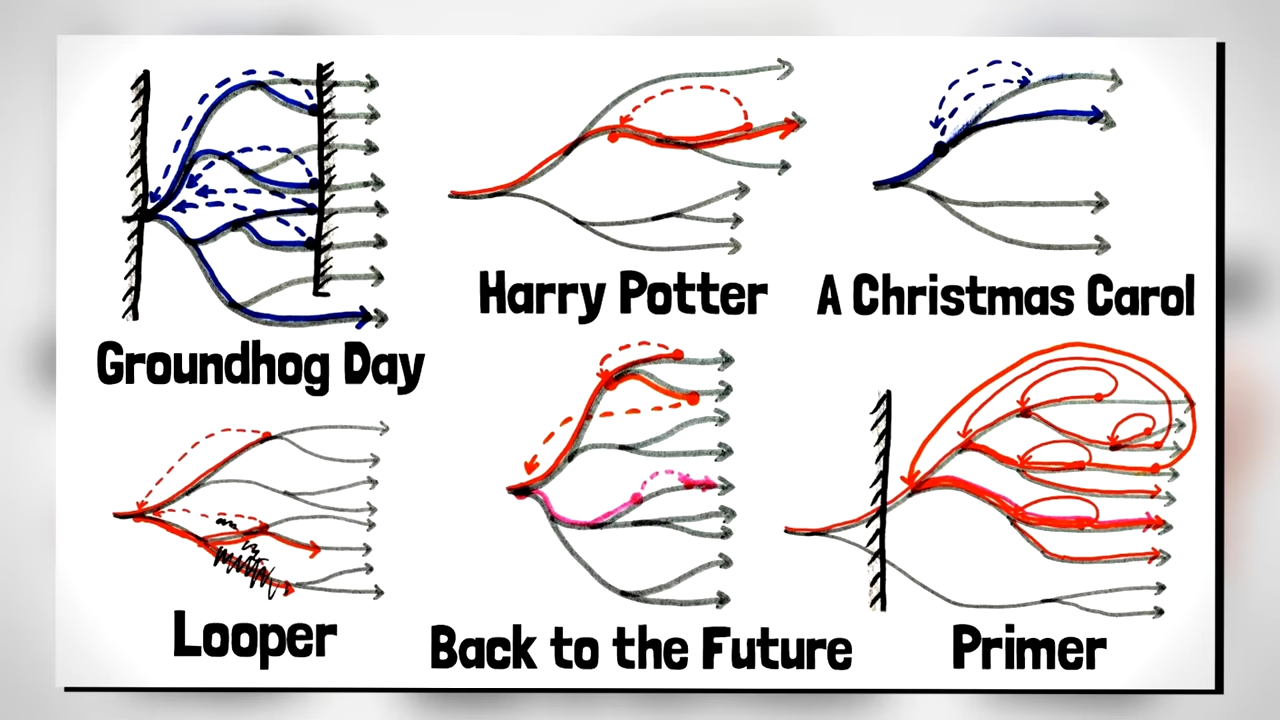 Groundhog Day
Harry Potter
A Christmas Carol
Looper
Back to the Future
Primer